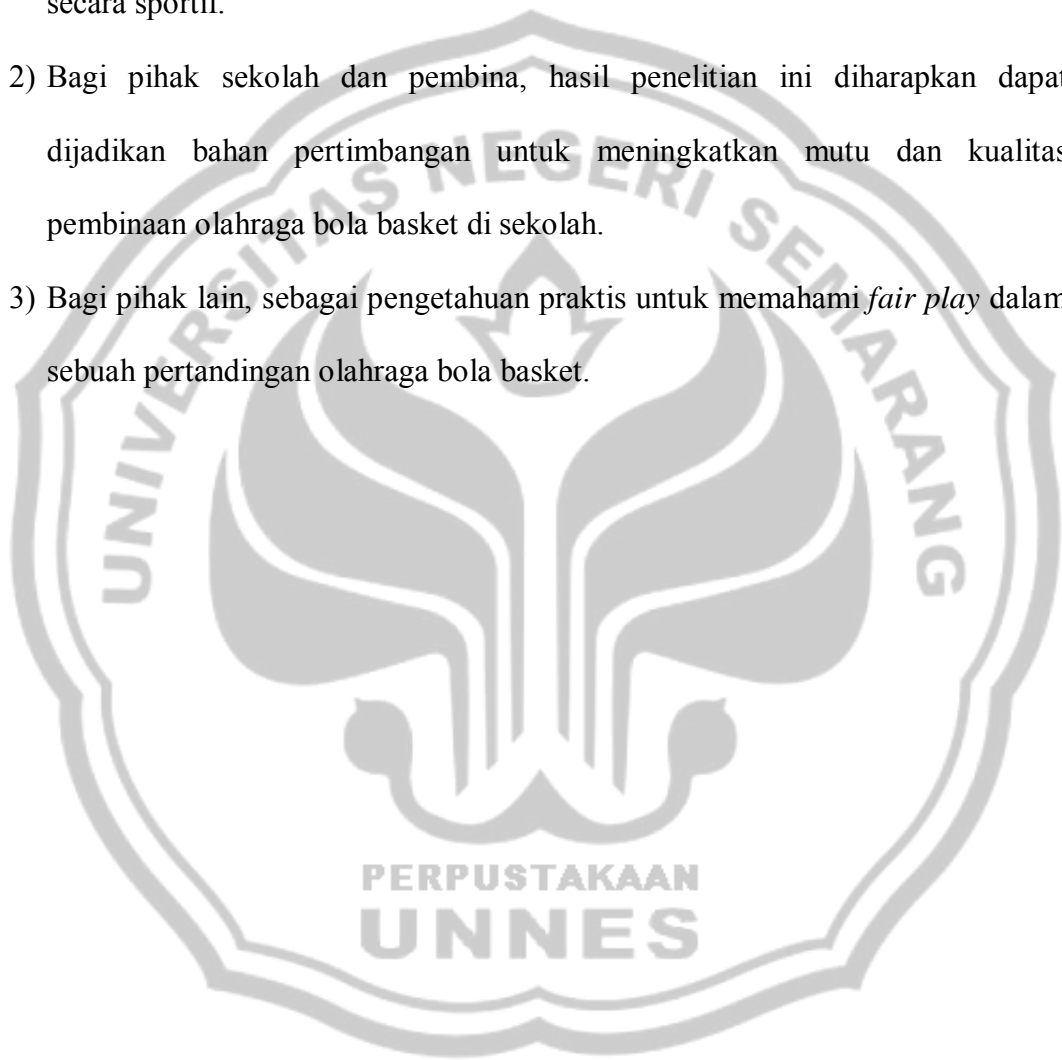 secara sportif.
2) Bagi pihak sekolah dan pembina, hasil penelitian ini diharapkan dapat
dijadikan bahan pertimbangan untuk meningkatkan mutu dan kualitas
pembinaan olahraga bola basket di sekolah.
3) Bagi pihak lain, sebagai pengetahuan praktis untuk memahami fair play dalam
sebuah pertandingan olahraga bola basket.
UNIVERSITAS NEGERI SEMARANG
PERPUSTAKAAN
UNNES